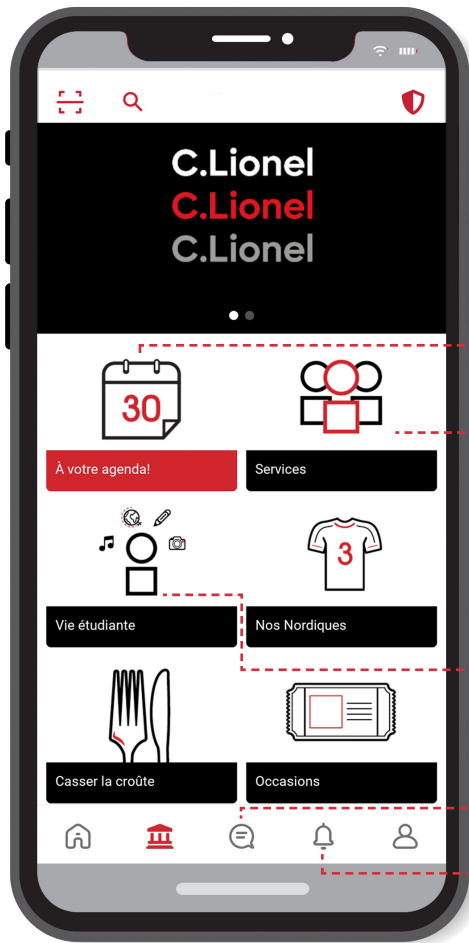 C.Lionel
C.Lionel
C.Lionel
30
À votre agenda!
Services
3
Vie étudiante
Nos Nordiques
Casser la croûte
Occasions